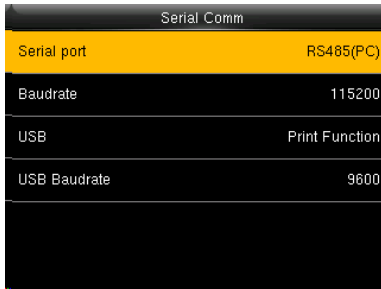 Serial Comm
Serial port RS485(PC)
Baudrate 115200
USB Print Function
USB Baudrate 9600